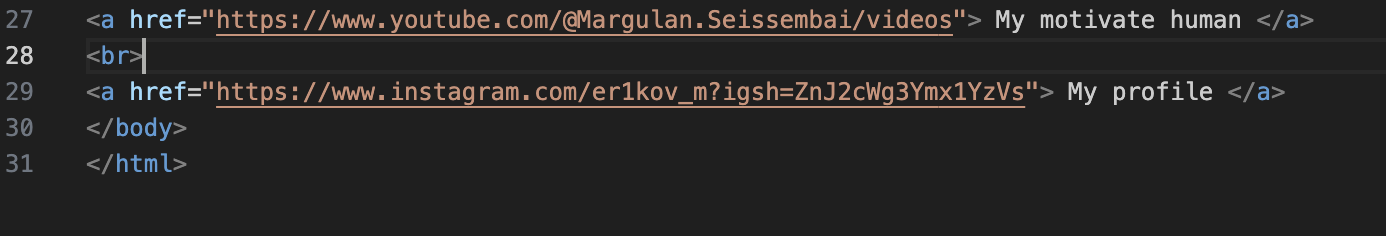 27 <a href="https://www.youtube.com/@Margulan.Seissembai/videos"> My motivate human </a>
28 <br>
29 <a href="https://www.instagram.com/er1kov_m?igsh=ZnJ2cWg3Ymx1YzVs"> My profile </a>
30 </body>
31 </html>